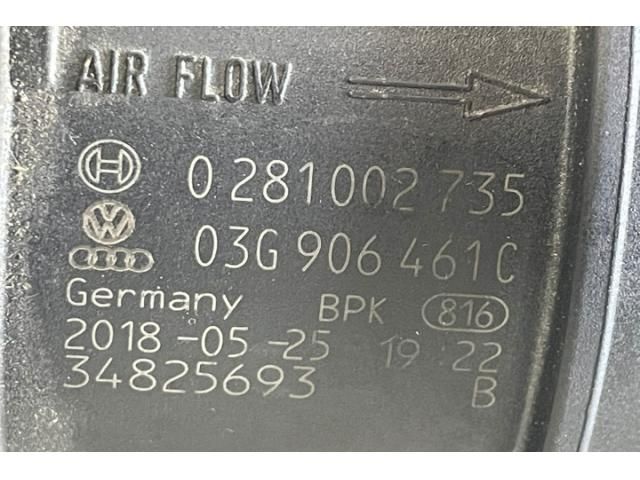 AIR FLOW
0 281 002 735
03G 906 461 C
Germany BPK 816
2018-05-25 19 22
34825693 B